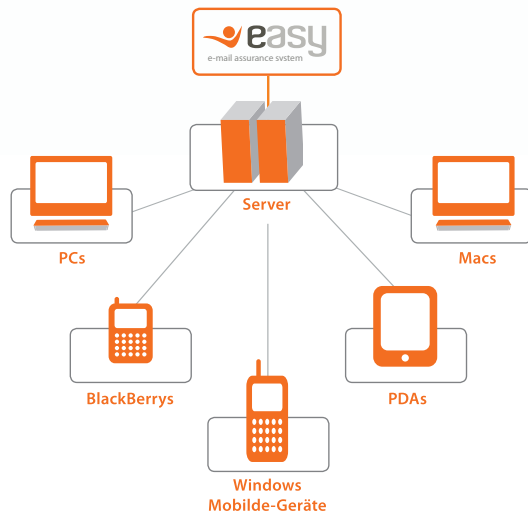 easy
e-mail assurance system
Server
PCs
Macs
BlackBerrys
PDAs
Windows
Mobilde-Geräte